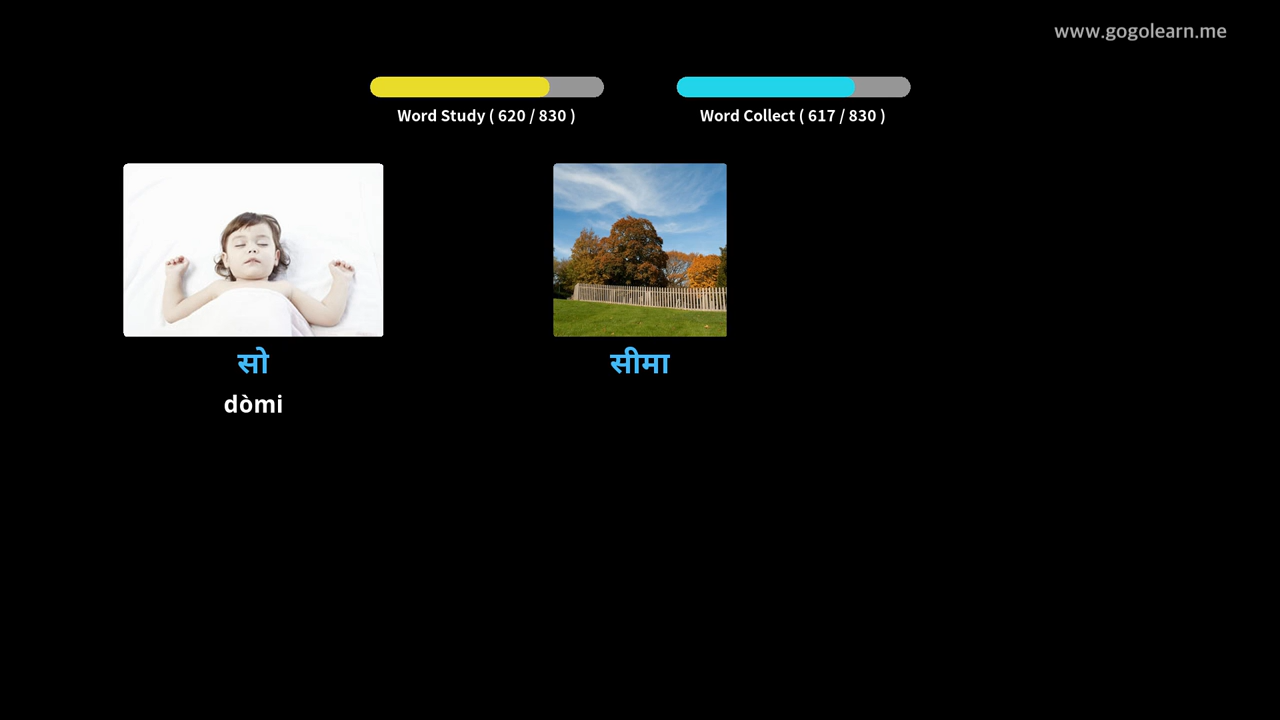 www.gogolearn.me
Word Study ( 620 / 830 )
Word Collect ( 617 / 830 )
सो
सीमा
dòmi